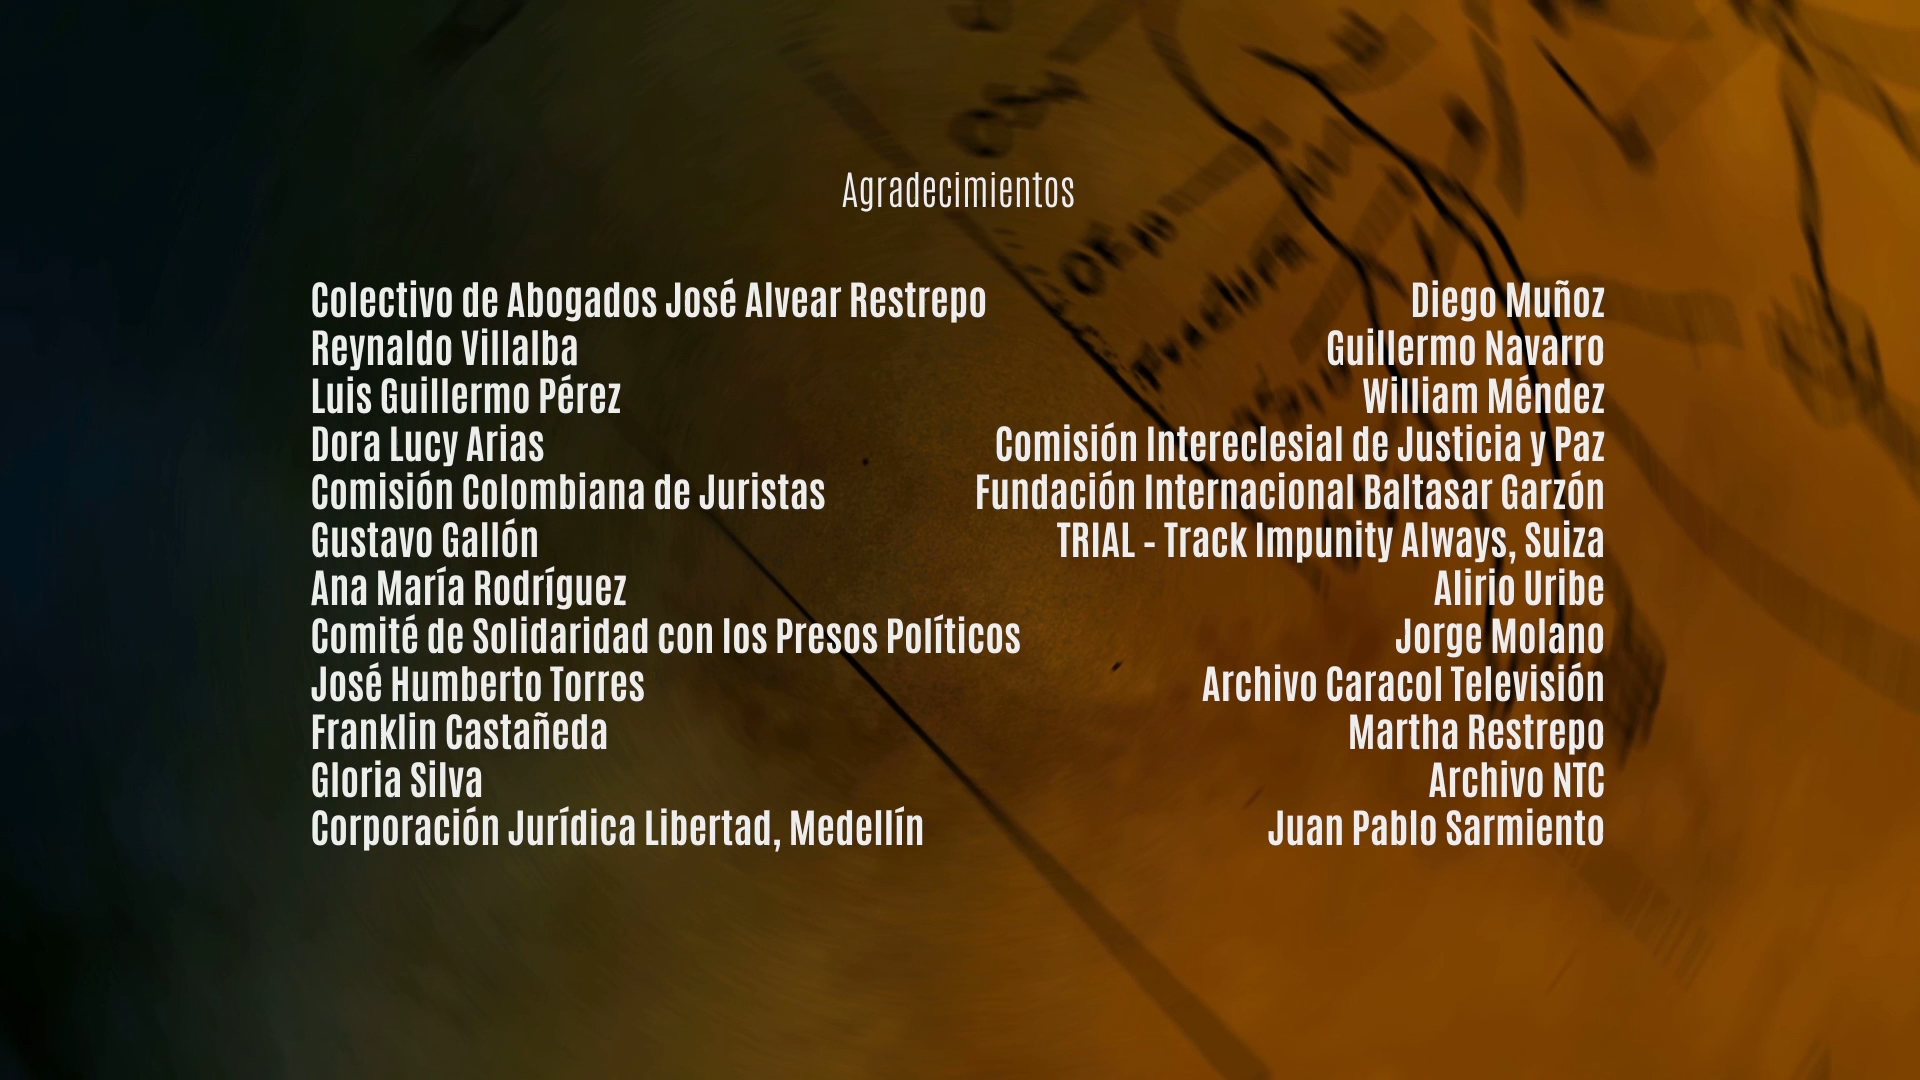 Agradecimientos
Colectivo de Abogados José Alvear Restrepo
Reynaldo Villalba
Luis Guillermo Pérez
Dora Lucy Arias
Comisión Colombiana de Juristas
Gustavo Gallón
Ana María Rodríguez
Comité de Solidaridad con los Presos Políticos
José Humberto Torres
Franklin Castañeda
Gloria Silva
Corporación Jurídica Libertad, Medellín
Diego Muñoz
Guillermo Navarro
William Méndez
Comisión Intereclesial de Justicia y Paz
Fundación Internacional Baltasar Garzón
TRIAL - Track Impunity Always, Suiza
Alirio Uribe
Jorge Molano
Archivo Caracol Televisión
Martha Restrepo
Archivo NTC
Juan Pablo Sarmiento